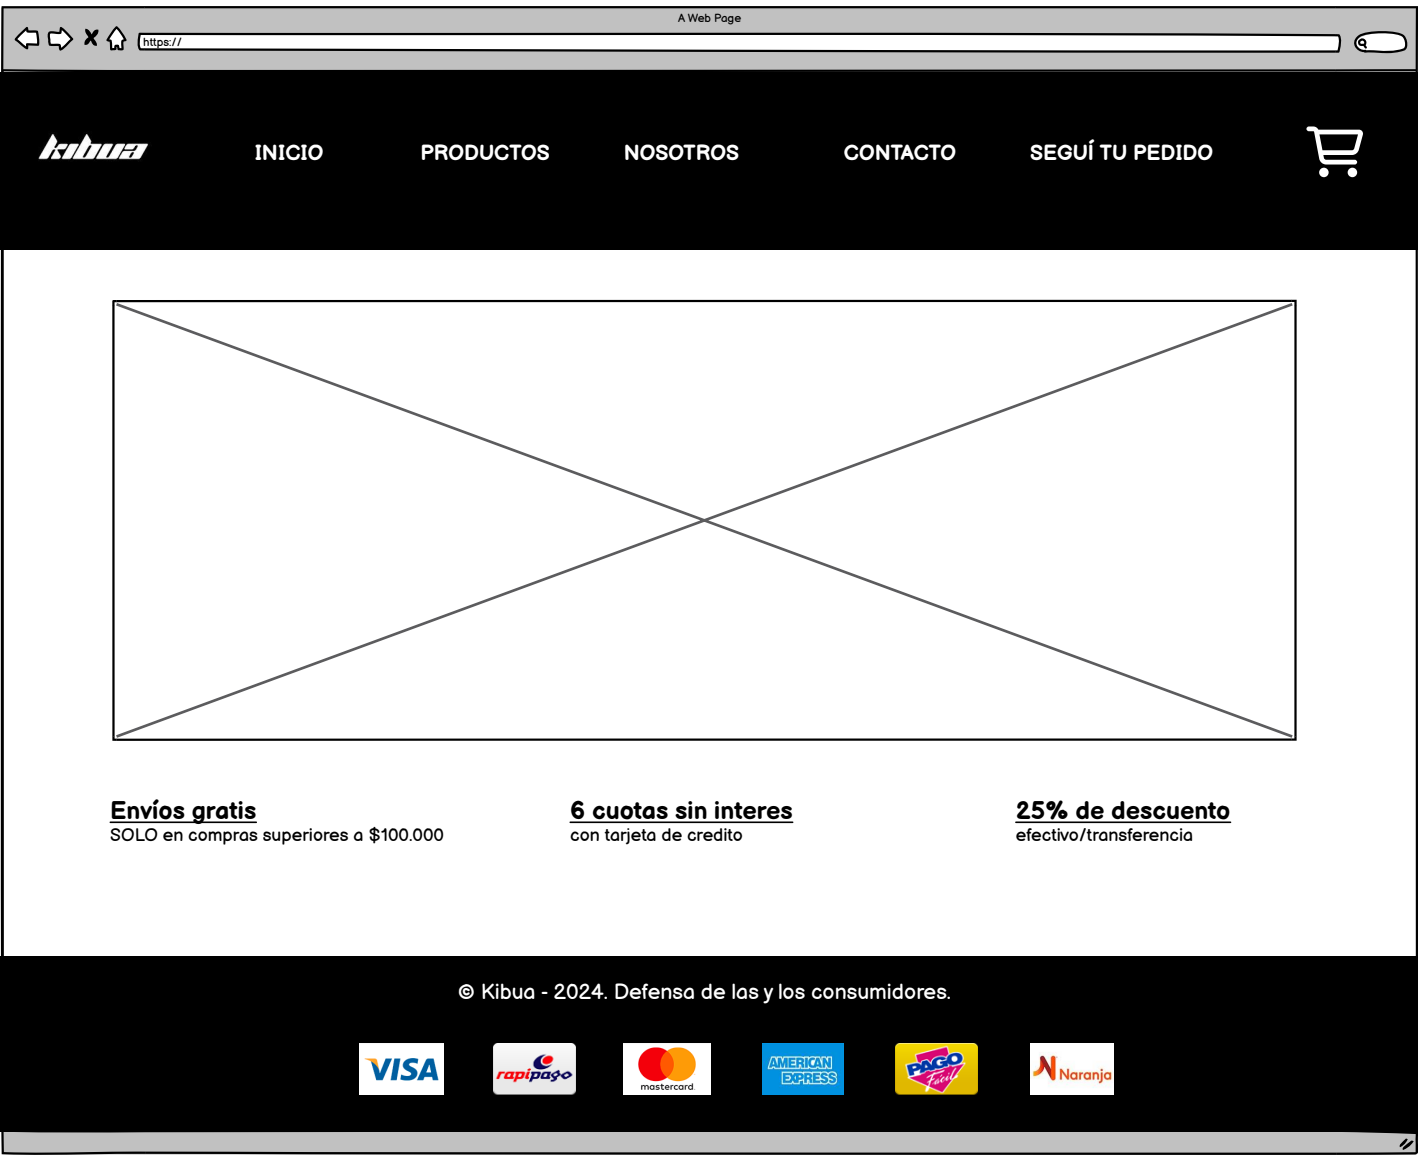 A Web Page
https://
kibua
INICIO
PRODUCTOS
NOSOTROS
CONTACTO
SEGUÍ TU PEDIDO
Envíos gratis
SOLO en compras superiores a $100.000
6 cuotas sin interes
con tarjeta de credito
25% de descuento
efectivo/transferencia
© Kibua - 2024. Defensa de las y los consumidores.
VISA
rapipago
mastercard.
AMERICAN
EXPRESS
PAGO
Fácil
Naranja